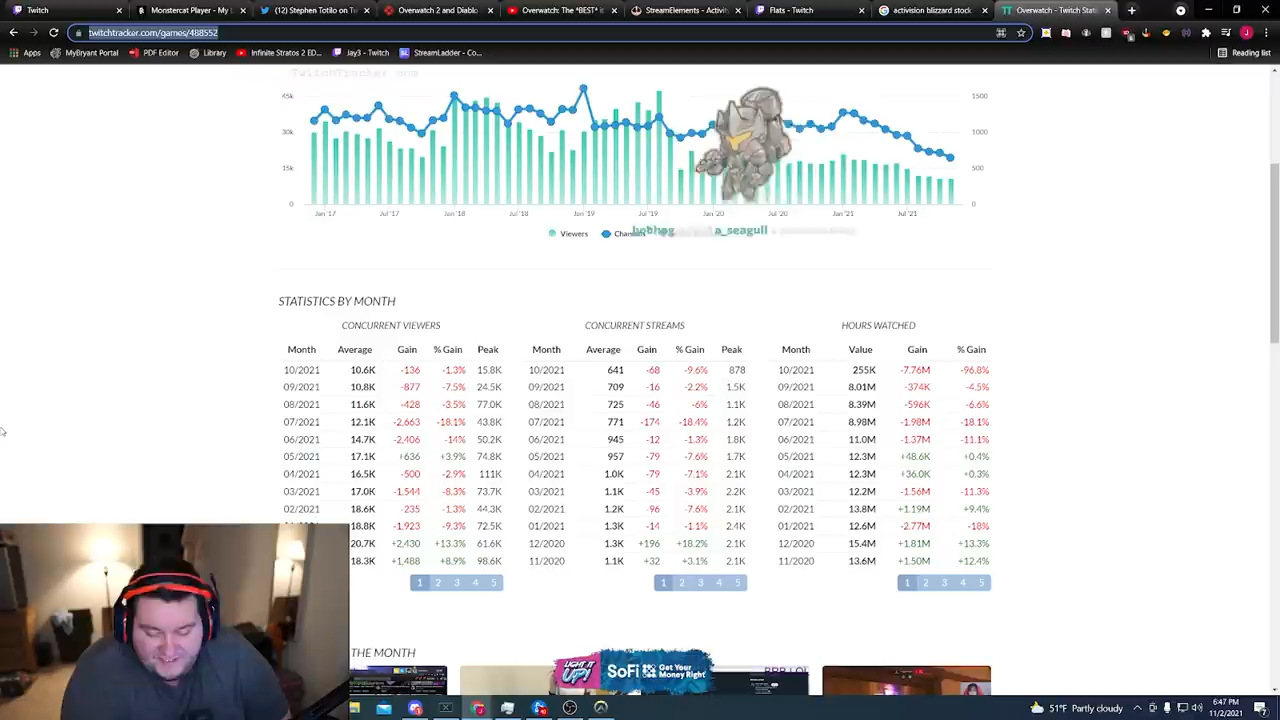 Twitch
Monstercat Player - My L
(12) Stephen Totilo on Tw
Overwatch 2 and Diablo
Overwatch: The *BEST*
StreamElements - Activit
Flats - Twitch
activision blizzard stock
Overwatch - Twitch Stati
twitchtracker.com/games/488552
Apps
MyBryant Portal
PDF Editor
Library
Infinite Stratos 2 ED...
Jay3 - Twitch
StreamLadder - Co...
Reading list
TwitchTracker.com
45k
1500
30k
1000
15k
500
0
0
Jan '17
Jul '17
Jan '18
Jul '18
Jan '19
Jul '19
Jan '20
Jul '20
Jan '21
Jul '21
Viewers
a_seagull
STATISTICS BY MONTH
CONCURRENT VIEWERS
CONCURRENT STREAMS
HOURS WATCHED
Month Average Gain % Gain Peak Month Average Gain % Gain Peak Month Value Gain % Gain
10/2021 10.6K -136 -1.3% 15.8K 10/2021 641 -68 -9.6% 878 10/2021 255K -7.76M -96.8%
09/2021 10.8K -877 -7.5% 24.5K 09/2021 709 -16 -2.2% 1.5K 09/2021 8.01M -374K -4.5%
08/2021 11.6K -428 -3.5% 77.0K 08/2021 725 -46 -6% 1.1K 08/2021 8.39M -596K -6.6%
07/2021 12.1K -2,663 -18.1% 43.8K 07/2021 771 -174 -18.4% 1.2K 07/2021 8.98M -1.98M -18.1%
06/2021 14.7K -2,406 -14% 50.2K 06/2021 945 -12 -1.3% 1.8K 06/2021 11.0M -1.37M -11.1%
05/2021 17.1K +636 +3.9% 74.8K 05/2021 957 -79 -7.6% 1.7K 05/2021 12.3M +48.6K +0.4%
04/2021 16.5K -500 -2.9% 111K 04/2021 1.0K -79 -7.1% 2.1K 04/2021 12.3M +36.0K +0.3%
03/2021 17.0K -1,544 -8.3% 73.7K 03/2021 1.1K -45 -3.9% 2.2K 03/2021 12.2M -1.56M -11.3%
02/2021 18.6K -235 -1.3% 44.3K 02/2021 1.2K -96 -7.6% 2.1K 02/2021 13.8M +1.19M +9.4%
18.8K -1,923 -9.3% 72.5K 01/2021 1.3K -14 -1.1% 2.4K 01/2021 12.6M -2.77M -18%
20.7K +2,430 +13.3% 61.6K 12/2020 1.3K +196 +18.2% 2.1K 12/2020 15.4M +1.81M +13.3%
18.3K +1,488 +8.9% 98.6K 11/2020 1.1K +32 +3.1% 2.1K 11/2020 13.6M +1.50M +12.4%
1 2 3 4 5
1 2 3 4 5
1 2 3 4 5
THE MONTH
LIGHT IT UP!
SoFi
Get Your Money Right
51°F Partly cloudy
6:47 PM
11/2/2021